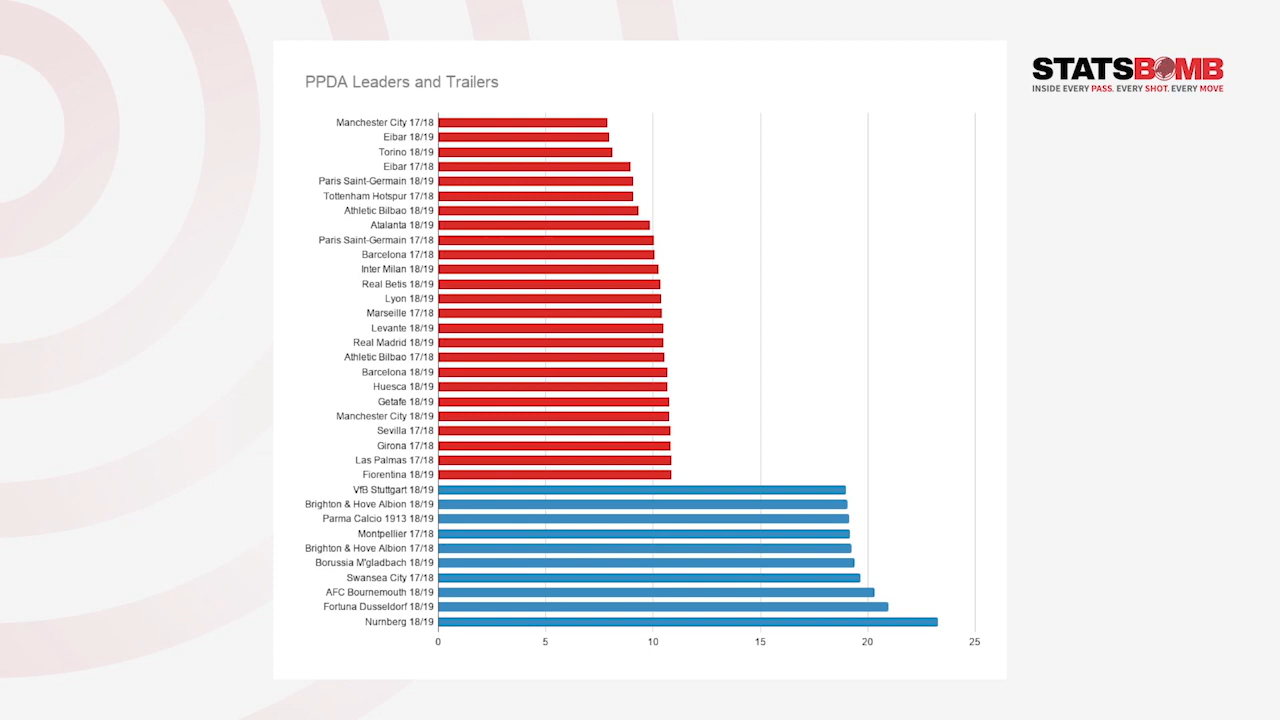 PPDA Leaders and Trailers
STATSBOMB
INSIDE EVERY PASS. EVERY SHOT. EVERY MOVE
Manchester City 17/18
Eibar 18/19
Torino 18/19
Eibar 17/18
Paris Saint-Germain 18/19
Tottenham Hotspur 17/18
Athletic Bilbao 18/19
Atalanta 18/19
Paris Saint-Germain 17/18
Barcelona 17/18
Inter Milan 18/19
Real Betis 18/19
Lyon 18/19
Marseille 17/18
Levante 18/19
Real Madrid 18/19
Athletic Bilbao 17/18
Barcelona 18/19
Huesca 18/19
Getafe 18/19
Manchester City 18/19
Sevilla 17/18
Girona 17/18
Las Palmas 17/18
Fiorentina 18/19
VfB Stuttgart 18/19
Brighton & Hove Albion 18/19
Parma Calcio 1913 18/19
Montpellier 17/18
Brighton & Hove Albion 17/18
Borussia M'gladbach 18/19
Swansea City 17/18
AFC Bournemouth 18/19
Fortuna Dusseldorf 18/19
Nurnberg 18/19
0 5 10 15 20 25